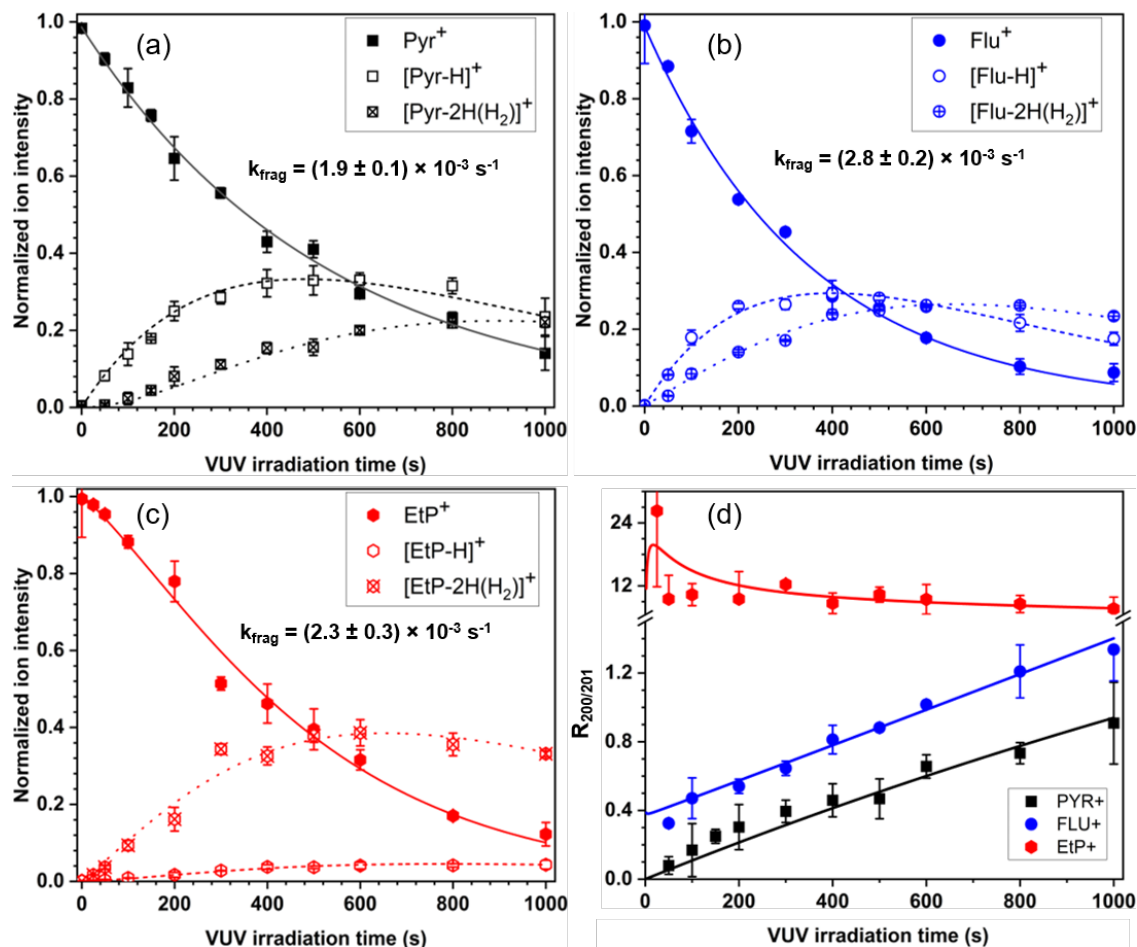 (a)
Pyr⁺
[Pyr-H]⁺
[Pyr-2H(H₂)]⁺
k_frag = (1.9 ± 0.1) × 10⁻³ s⁻¹
Normalized ion intensity
1.0
0.8
0.6
0.4
0.2
0.0
0 200 400 600 800 1000
VUV irradiation time (s)
(b)
Flu⁺
[Flu-H]⁺
[Flu-2H(H₂)]⁺
k_frag = (2.8 ± 0.2) × 10⁻³ s⁻¹
Normalized ion intensity
1.0
0.8
0.6
0.4
0.2
0.0
0 200 400 600 800 1000
VUV irradiation time (s)
(c)
EtP⁺
[EtP-H]⁺
[EtP-2H(H₂)]⁺
k_frag = (2.3 ± 0.3) × 10⁻³ s⁻¹
Normalized ion intensity
1.0
0.8
0.6
0.4
0.2
0.0
0 200 400 600 800 1000
VUV irradiation time (s)
(d)
R₂₀₀/₂₀₁
24
12
1.2
0.8
0.4
0.0
PYR+
FLU+
EtP+
0 200 400 600 800 1000
VUV irradiation time (s)